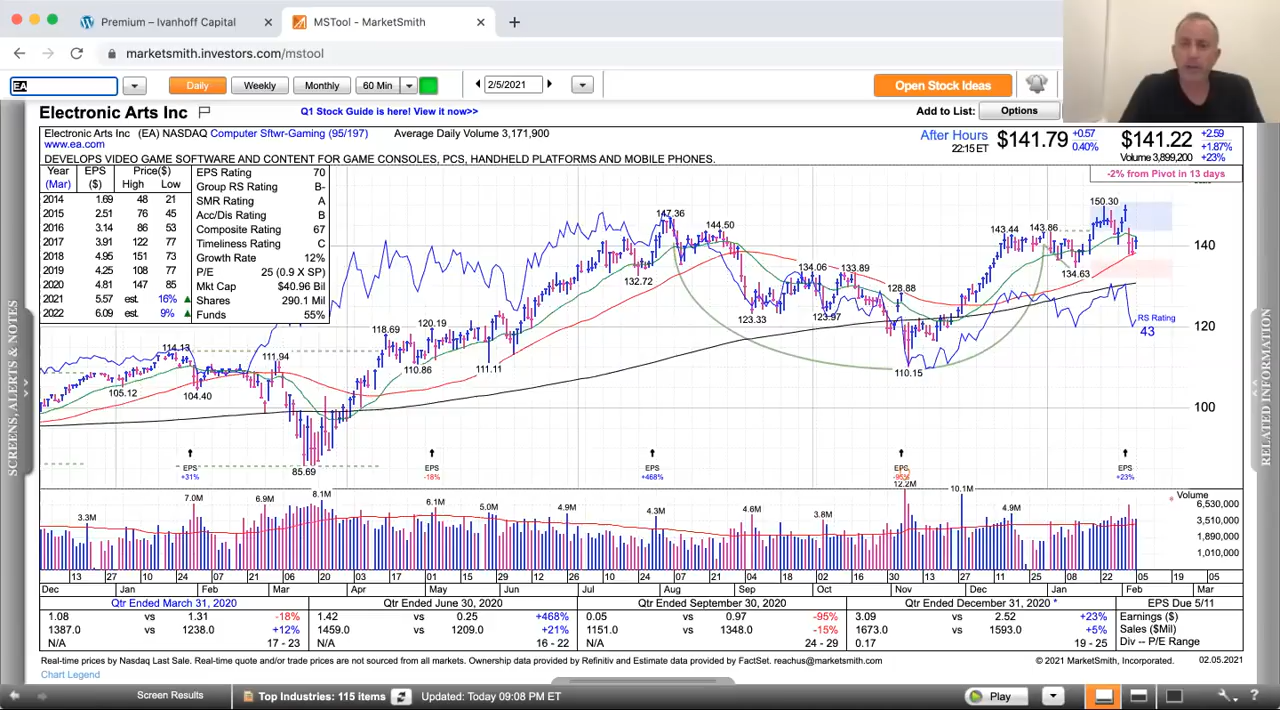 Premium – Ivanhoff Capital
MSTool – MarketSmith
marketsmith.investors.com/mstool
EA
Daily
Weekly
Monthly
60 Min
2/5/2021
Open Stock Ideas
Electronic Arts Inc
Q1 Stock Guide is here! View it now>>
Add to List:
Options
Electronic Arts Inc (EA) NASDAQ Computer Sftwr-Gaming (95/197) Average Daily Volume 3,171,900
www.ea.com
DEVELOPS VIDEO GAME SOFTWARE AND CONTENT FOR GAME CONSOLES, PCS, HANDHELD PLATFORMS AND MOBILE PHONES.
After Hours
22:15 ET
$141.79
+0.57
0.40%
$141.22
+2.59
+1.87%
Volume 3,899,200
+23%
-2% from Pivot in 13 days
Year EPS Price($)
(Mar) ($) High Low
2014 1.69 48 21
2015 2.51 76 45
2016 3.14 86 53
2017 3.91 122 77
2018 4.95 151 73
2019 4.25 108 77
2020 4.81 147 85
2021 5.57 est. 16%
2022 6.09 est. 9%
EPS Rating 70
Group RS Rating B-
SMR Rating A
Acc/Dis Rating B
Composite Rating 67
Timeliness Rating C
Growth Rate 12%
P/E 25 (0.9 X SP)
Mkt Cap $40.96 Bil
Shares 290.1 Mil
Funds 55%
114.13
105.12
104.40
111.94
85.69
118.69
110.86
120.19
111.11
132.72
147.36
144.50
123.33
134.06
123.97
133.89
128.88
110.15
143.44
143.86
134.63
150.30
140
120
100
RS Rating
43
EPS
+31%
EPS
-18%
EPS
+468%
EPS
-95%
EPS
+23%
3.3M
7.0M
6.9M
8.1M
6.1M
5.0M
4.9M
4.3M
4.6M
3.8M
12.2M
10.1M
4.9M
Volume
6,530,000
3,510,000
1,890,000
1,010,000
13 27 10 24 07 21 06 20 03 17 01 15 29 12 26 10 24 07 21 04 18 02 16 30 13 27 11 24 08 22 05 19 05
Dec Jan Feb Mar Apr May Jun Jul Aug Sep Oct Nov Dec Jan Feb Mar
Qtr Ended March 31, 2020 Qtr Ended June 30, 2020 Qtr Ended September 30, 2020 Qtr Ended December 31, 2020 * EPS Due 5/11
1.08 vs 1.31 -18% 1.42 vs 0.25 +468% 0.05 vs 0.97 -95% 3.09 vs 2.52 +23% Earnings ($)
1387.0 vs 1238.0 +12% 1459.0 vs 1209.0 +21% 1151.0 vs 1348.0 -15% 1673.0 vs 1593.0 +5% Sales ($Mil)
N/A 17 - 23 N/A 16 - 22 N/A 24 - 29 0.17 19 - 25 Div -- P/E Range
Real-time prices by Nasdaq Last Sale. Real-time quote and/or trade prices are not sourced from all markets. Ownership data provided by Refinitiv and Estimate data provided by FactSet. reachus@marketsmith.com
© 2021 MarketSmith, Incorporated.
02.05.2021
Chart Legend
SCREENS, ALERTS & NOTES
RELATED INFORMATION
Screen Results
Top Industries: 115 items
Updated: Today 09:08 PM ET
Play